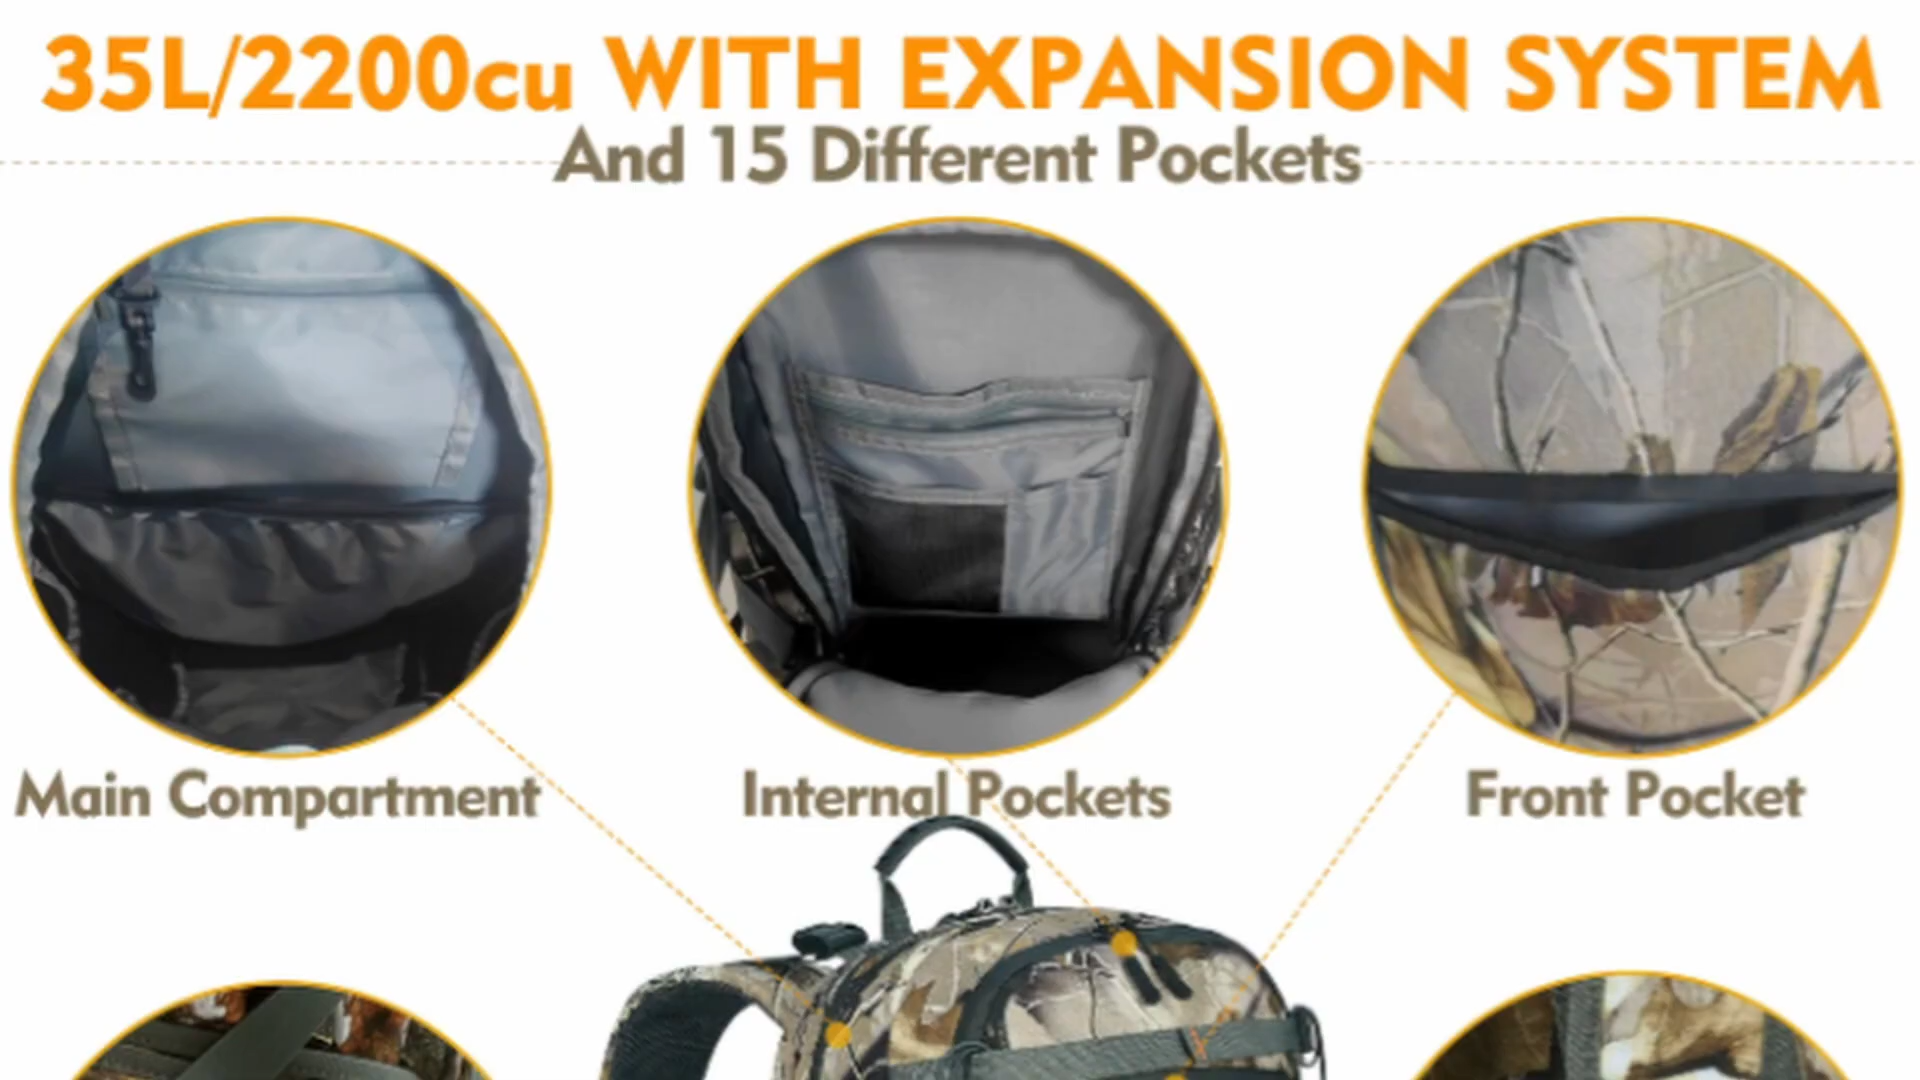 35L/2200cu WITH EXPANSION SYSTEM
And 15 Different Pockets
Main Compartment
Internal Pockets
Front Pocket